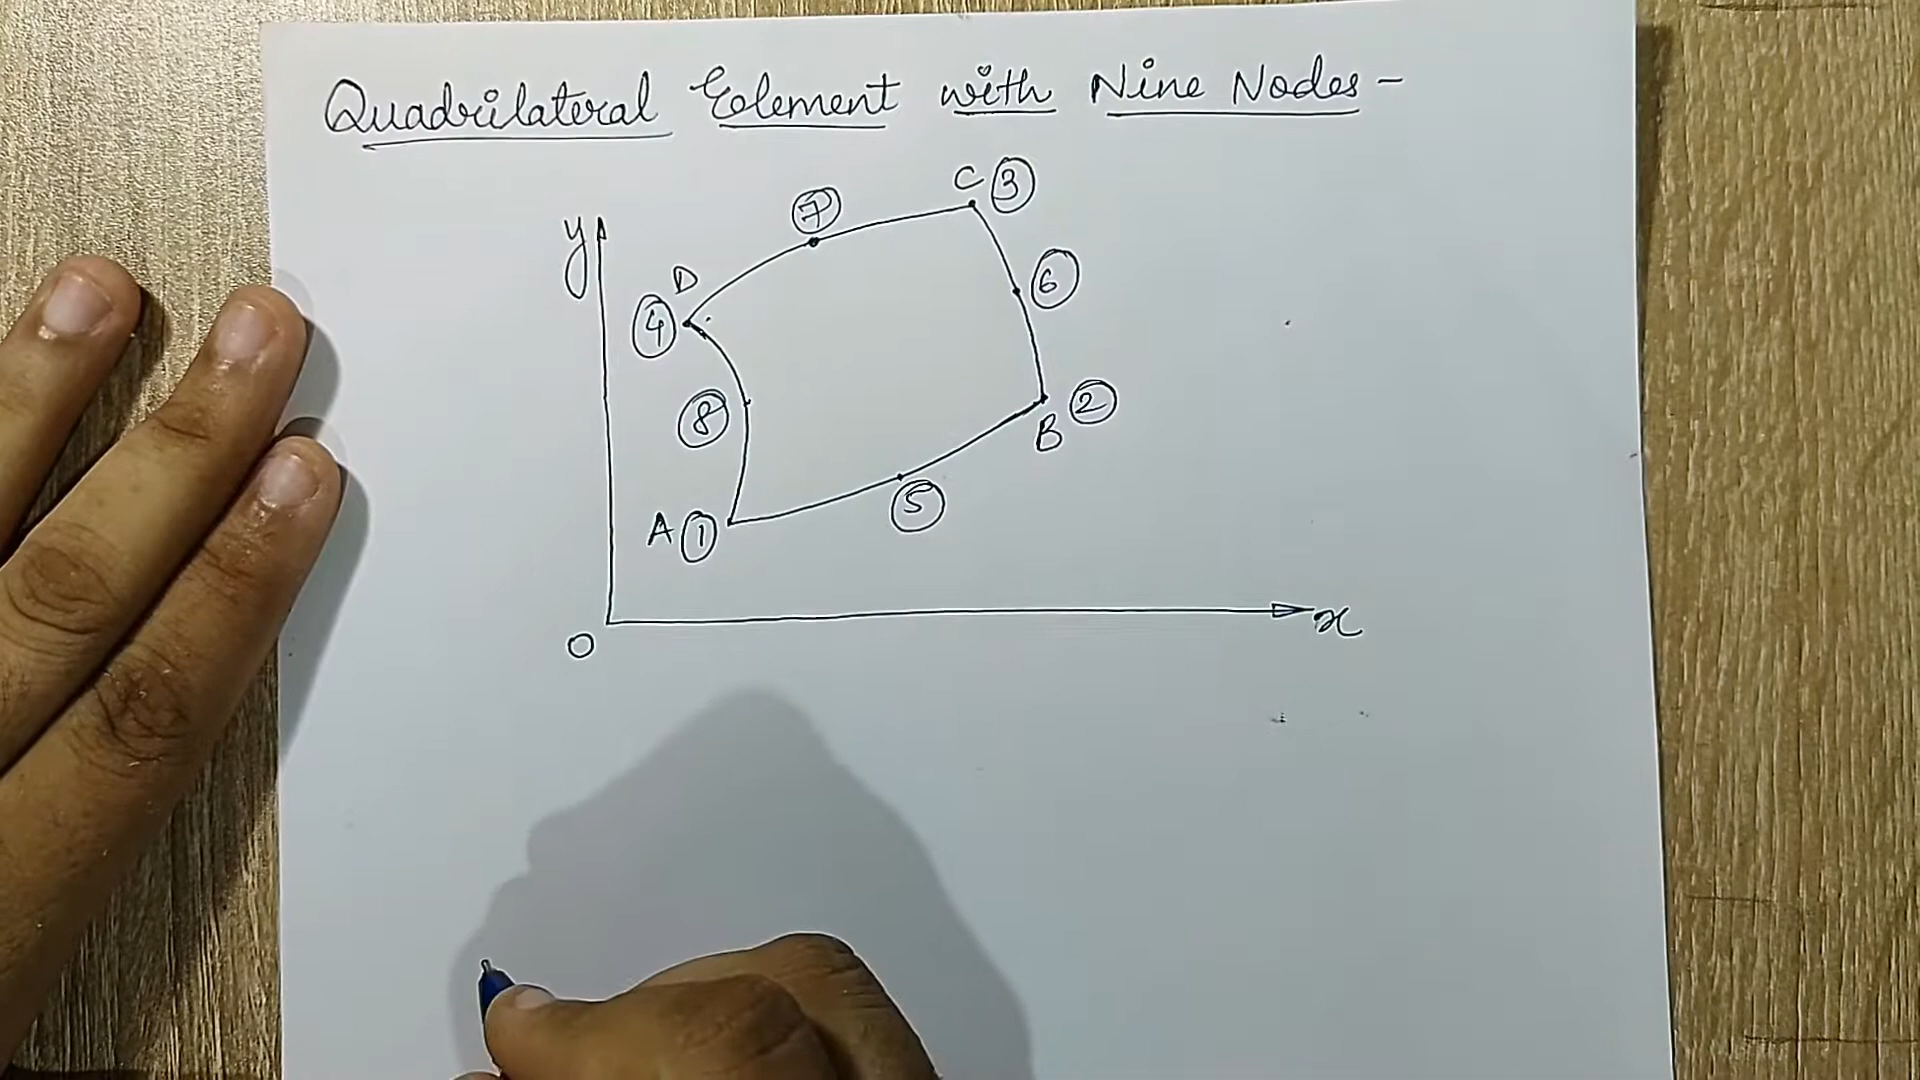 Quadrilateral Element with Nine Nodes -
C 3
7
y
D
6
4
8
B 2
5
A 1
x
O